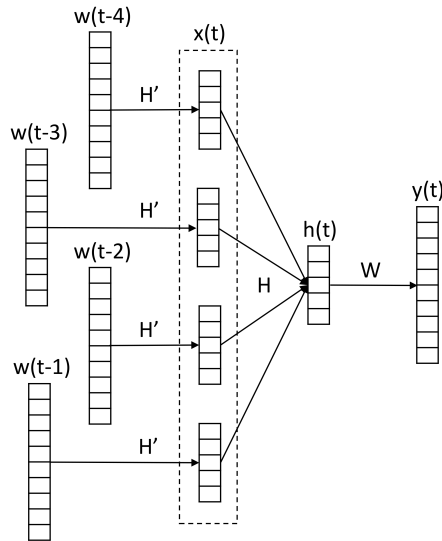 w(t-4)
x(t)
H'
w(t-3)
H'
y(t)
h(t)
w(t-2)
H
W
H'
w(t-1)
H'